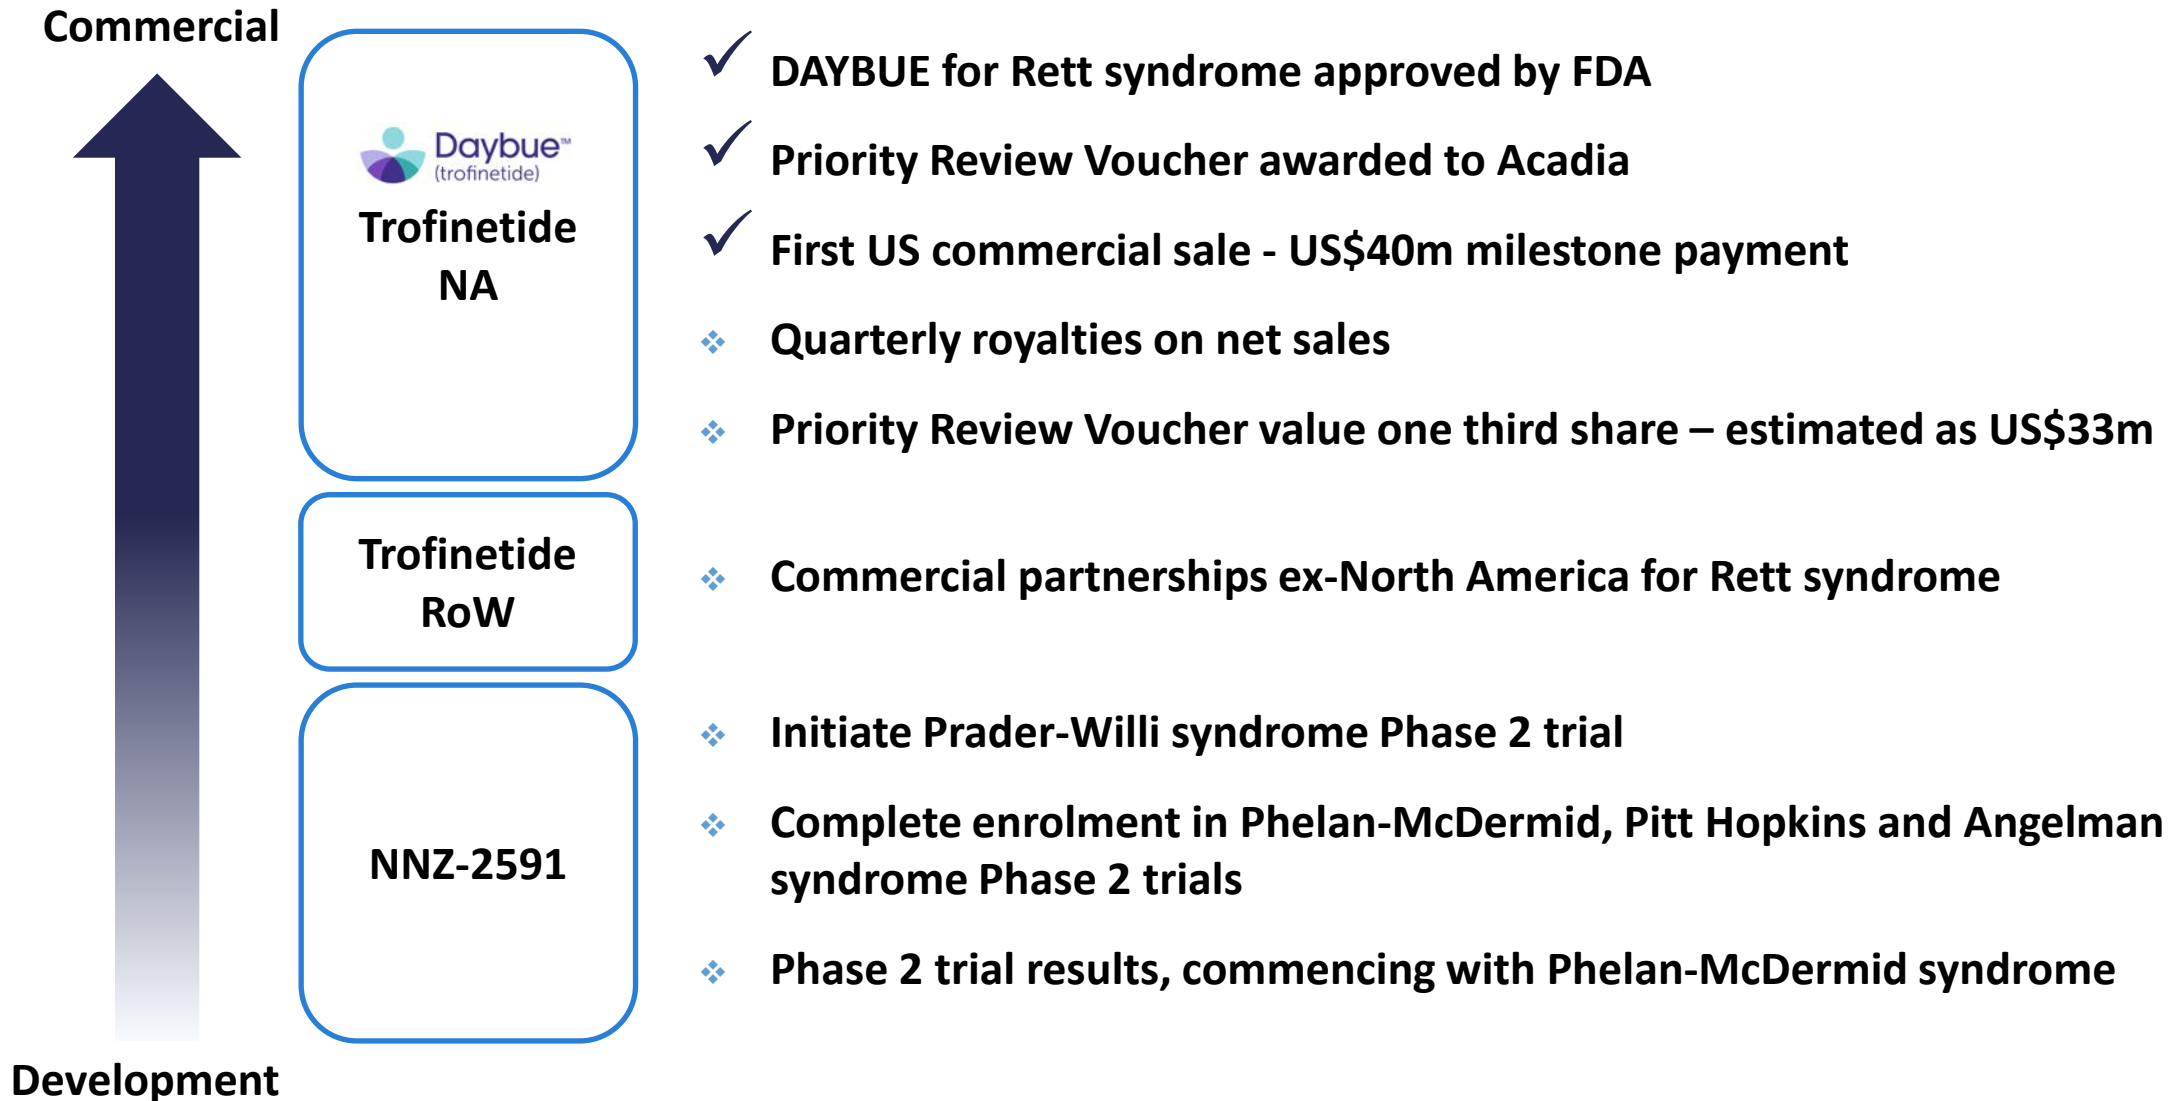 Commercial
Daybue™
(trofinetide)
Trofinetide
NA
✓ DAYBUE for Rett syndrome approved by FDA
✓ Priority Review Voucher awarded to Acadia
✓ First US commercial sale - US$40m milestone payment
❖ Quarterly royalties on net sales
❖ Priority Review Voucher value one third share – estimated as US$33m
Trofinetide
RoW
❖ Commercial partnerships ex-North America for Rett syndrome
NNZ-2591
❖ Initiate Prader-Willi syndrome Phase 2 trial
❖ Complete enrolment in Phelan-McDermid, Pitt Hopkins and Angelman
syndrome Phase 2 trials
❖ Phase 2 trial results, commencing with Phelan-McDermid syndrome
Development